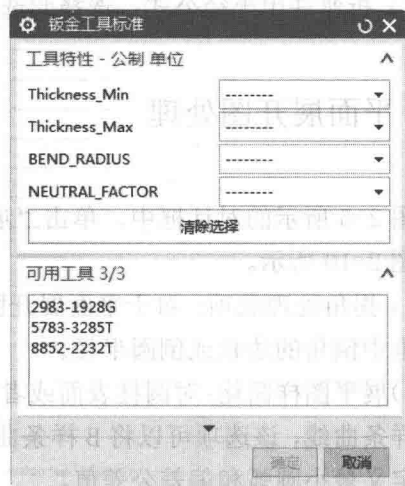 钣金工具标准
工具特性 - 公制 单位
Thickness_Min --------
Thickness_Max --------
BEND_RADIUS --------
NEUTRAL_FACTOR --------
清除选择
可用工具 3/3
2983-1928G
5783-3285T
8852-2232T
确定 取消